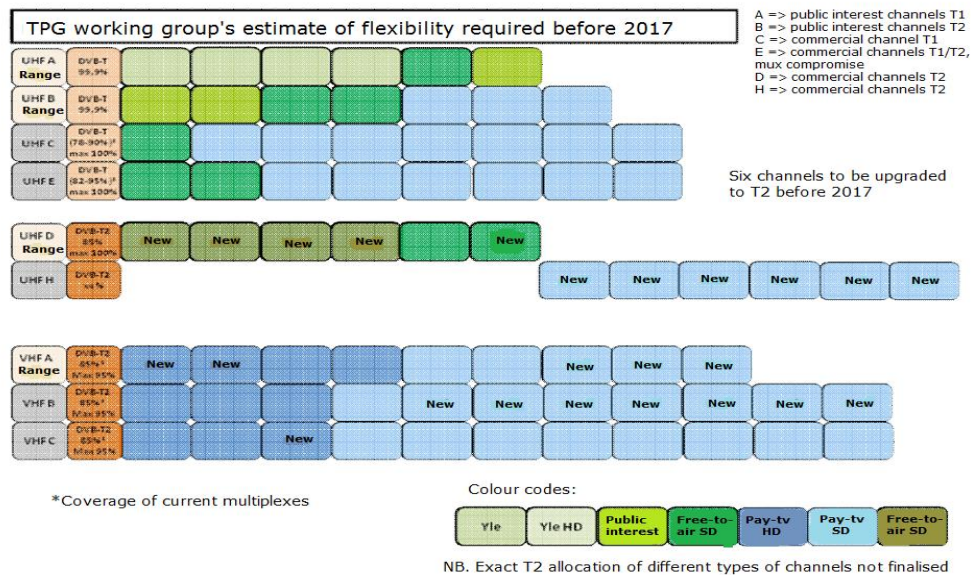 TPG working group's estimate of flexibility required before 2017
A => public interest channels T1
B => public interest channels T2
C => commercial channel T1
E => commercial channels T1/T2,
mux compromise
D => commercial channels T2
H => commercial channels T2
UHF A
Range
DVB-T
99,9%
UHF B
Range
DVB-T
99,9%
UHF C
DVB-T
(78-90%)*
max 100%
UHF E
DVB-T
(82-95%)*
max 100%
Six channels to be upgraded
to T2 before 2017
UHF D
Range
DVB-T2
85%
max 100%
New New New New New
UHF H
DVB-T2
New New New New New New
VHF A
Range
DVB-T2
85%*
Max 95%
New New New New New
VHF B
DVB-T2
85%*
Max 95%
New New New New New New New
VHF C
DVB-T2
85%*
Max 95%
New
*Coverage of current multiplexes
Colour codes:
Yle
Yle HD
Public
interest
Free-to-
air SD
Pay-tv
HD
Pay-tv
SD
Free-to-
air SD
NB. Exact T2 allocation of different types of channels not finalised